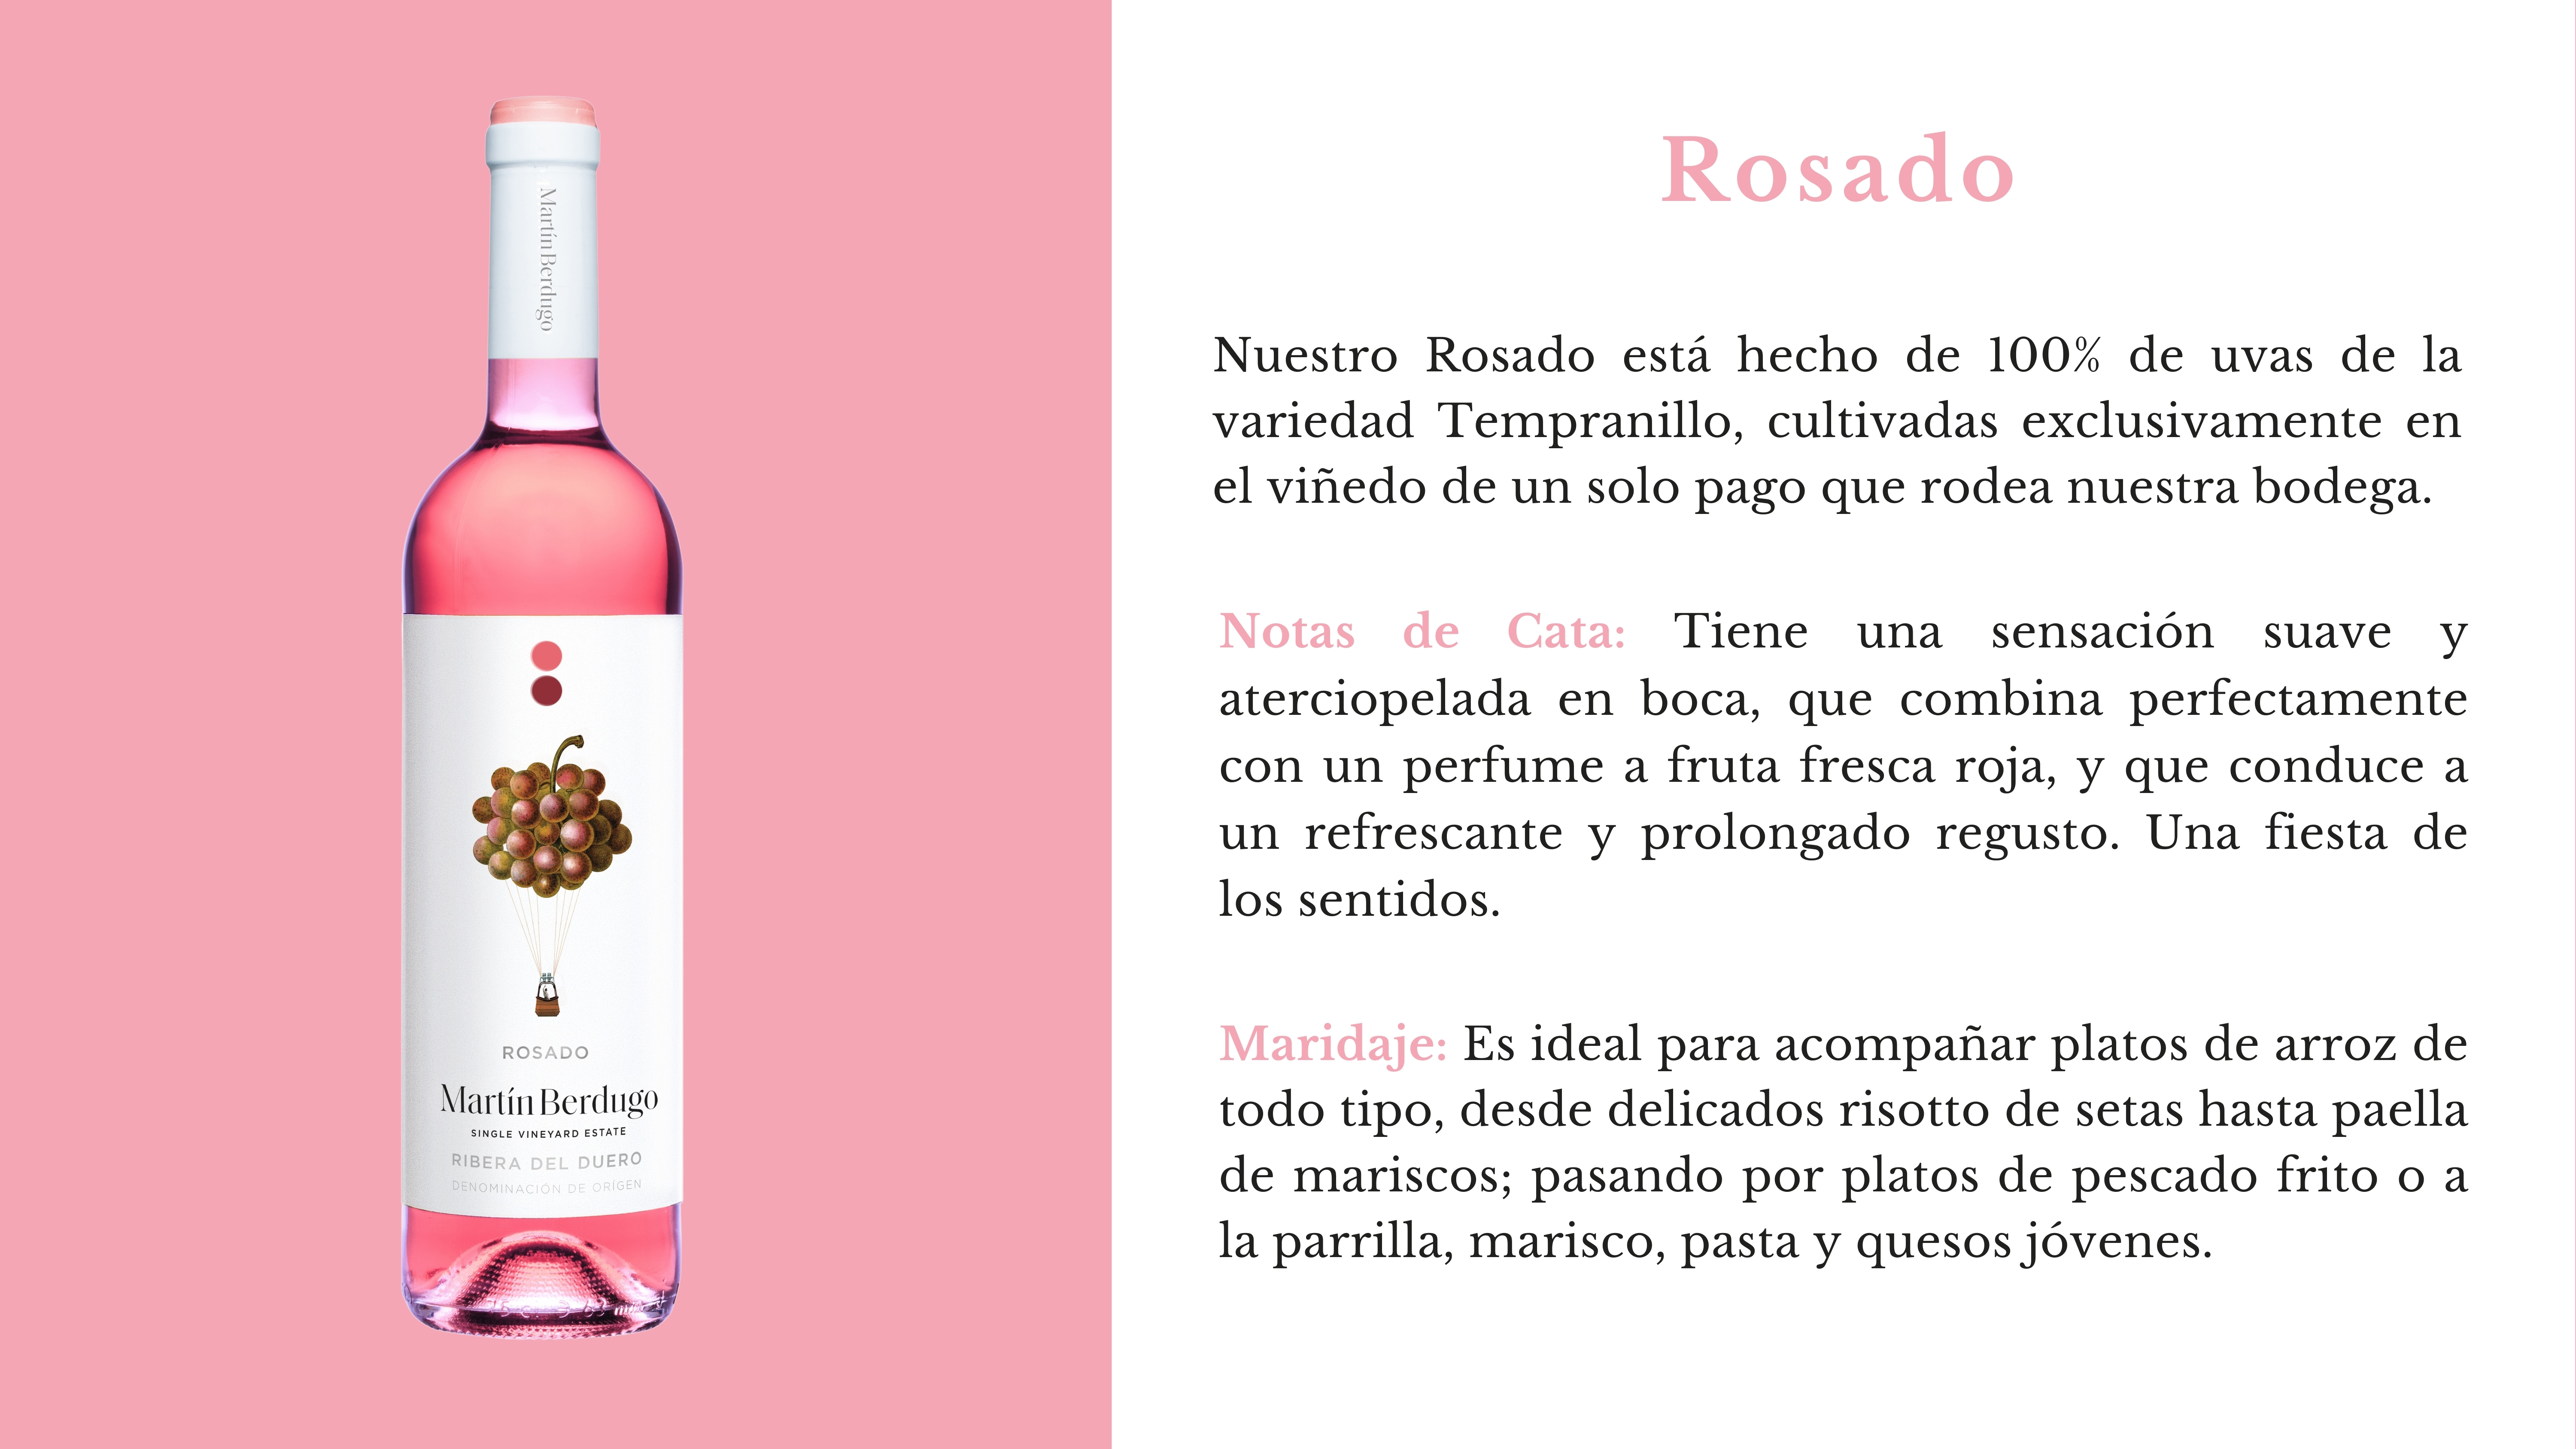 Martín Berdugo
ROSADO
Martín Berdugo
SINGLE VINEYARD ESTATE
RIBERA DEL DUERO
DENOMINACIÓN DE ORÍGEN
Rosado
Nuestro Rosado está hecho de 100% de uvas de la
variedad Tempranillo, cultivadas exclusivamente en
el viñedo de un solo pago que rodea nuestra bodega.
Notas de Cata: Tiene una sensación suave y
aterciopelada en boca, que combina perfectamente
con un perfume a fruta fresca roja, y que conduce a
un refrescante y prolongado regusto. Una fiesta de
los sentidos.
Maridaje: Es ideal para acompañar platos de arroz de
todo tipo, desde delicados risotto de setas hasta paella
de mariscos; pasando por platos de pescado frito o a
la parrilla, marisco, pasta y quesos jóvenes.